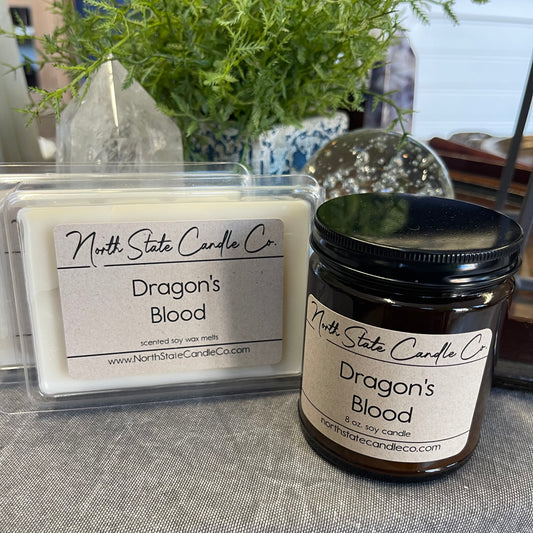 North State Candle Co.
Dragon's
Blood
scented soy wax melts
www.NorthStateCandleCo.com
North State Candle Co.
Dragon's
Blood
8 oz. soy candle
northstatecandleco.com